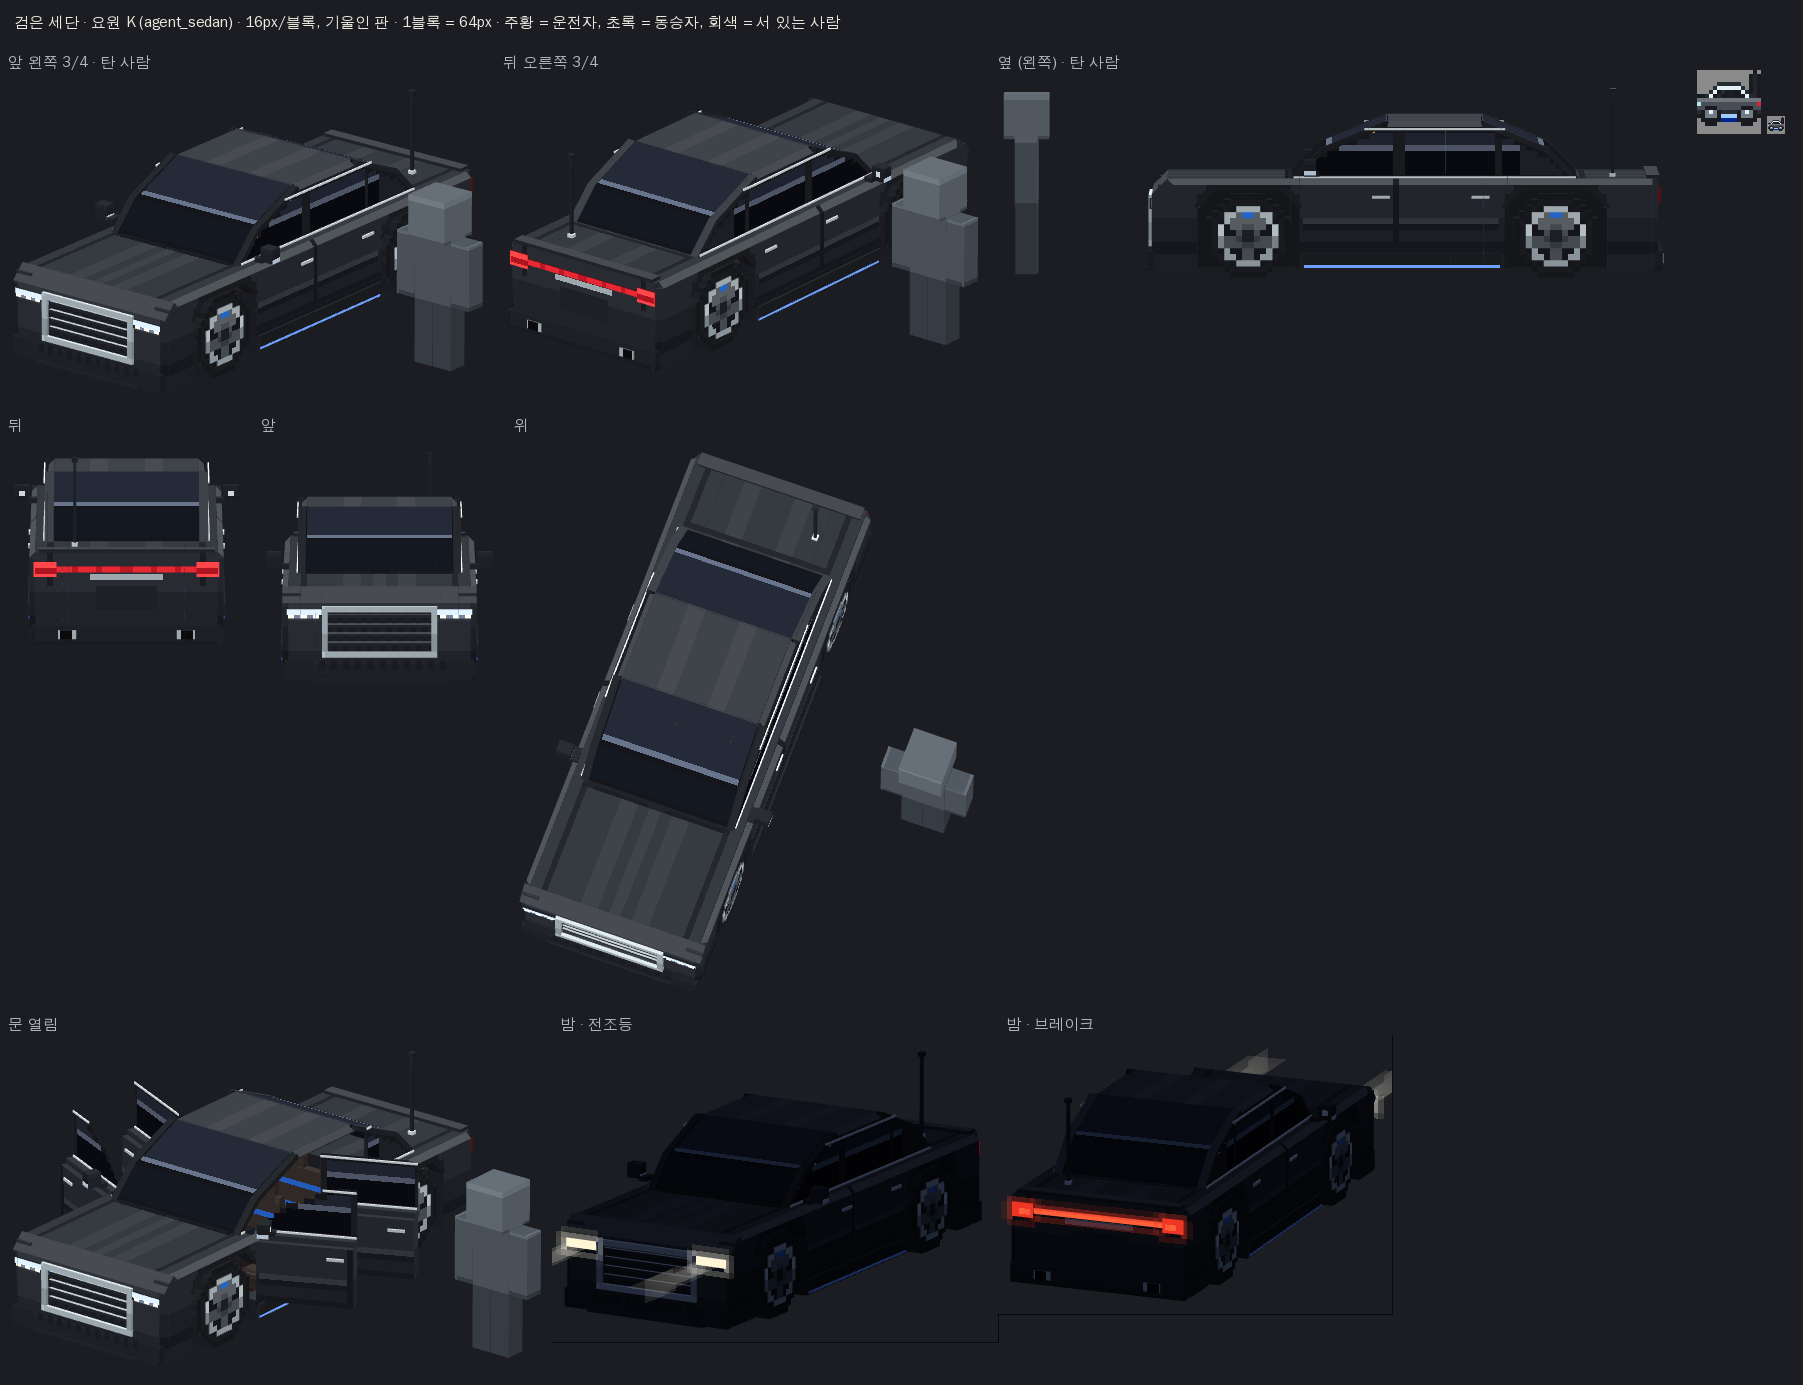 검은 세단 · 요원 K (agent_sedan) · 16px/블록, 기울인 판 · 1블록 = 64px · 주황 = 운전자, 초록 = 동승자, 회색 = 서 있는 사람
앞 왼쪽 3/4 · 탄 사람
뒤 오른쪽 3/4
옆 (왼쪽) · 탄 사람
뒤
앞
위
문 열림
밤 · 전조등
밤 · 브레이크